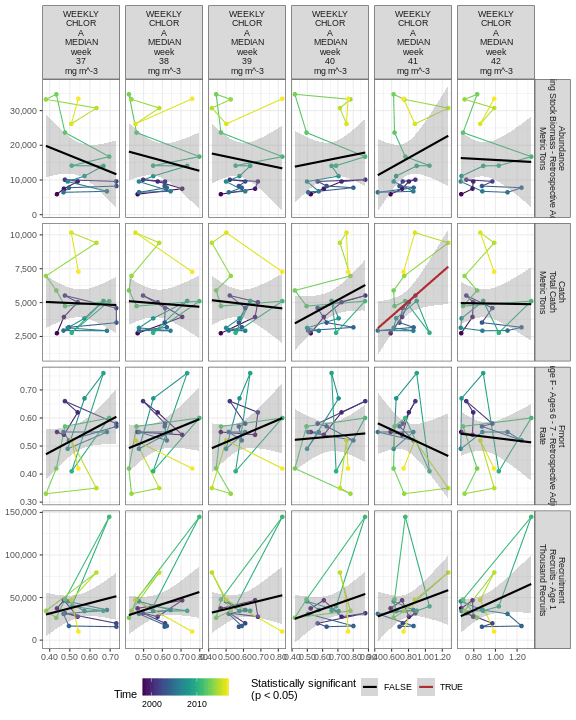 WEEKLY
CHLOR
A
MEDIAN
week
37
mg m^-3
WEEKLY
CHLOR
A
MEDIAN
week
38
mg m^-3
WEEKLY
CHLOR
A
MEDIAN
week
39
mg m^-3
WEEKLY
CHLOR
A
MEDIAN
week
40
mg m^-3
WEEKLY
CHLOR
A
MEDIAN
week
41
mg m^-3
WEEKLY
CHLOR
A
MEDIAN
week
42
mg m^-3
30,000
20,000
10,000
0
Abundance
ing Stock Biomass - Retrospective A
Metric Tons
10,000
7,500
5,000
2,500
Catch
Total Catch
Metric Tons
0.70
0.60
0.50
0.40
0.30
Fmort
ge F - Ages 6 - 7 - Retrospective Adj
Rate
150,000
100,000
50,000
0
Recruitment
Recruits - Age 1
Thousand Recruits
0.40 0.50 0.60 0.70
0.50 0.60 0.70
0.50 0.60 0.70 0.80
0.50 0.60 0.70 0.80
0.60 0.80 1.00 1.20
0.80 1.00 1.20
Time
2000 2010
Statistically significant
(p < 0.05)
FALSE
TRUE